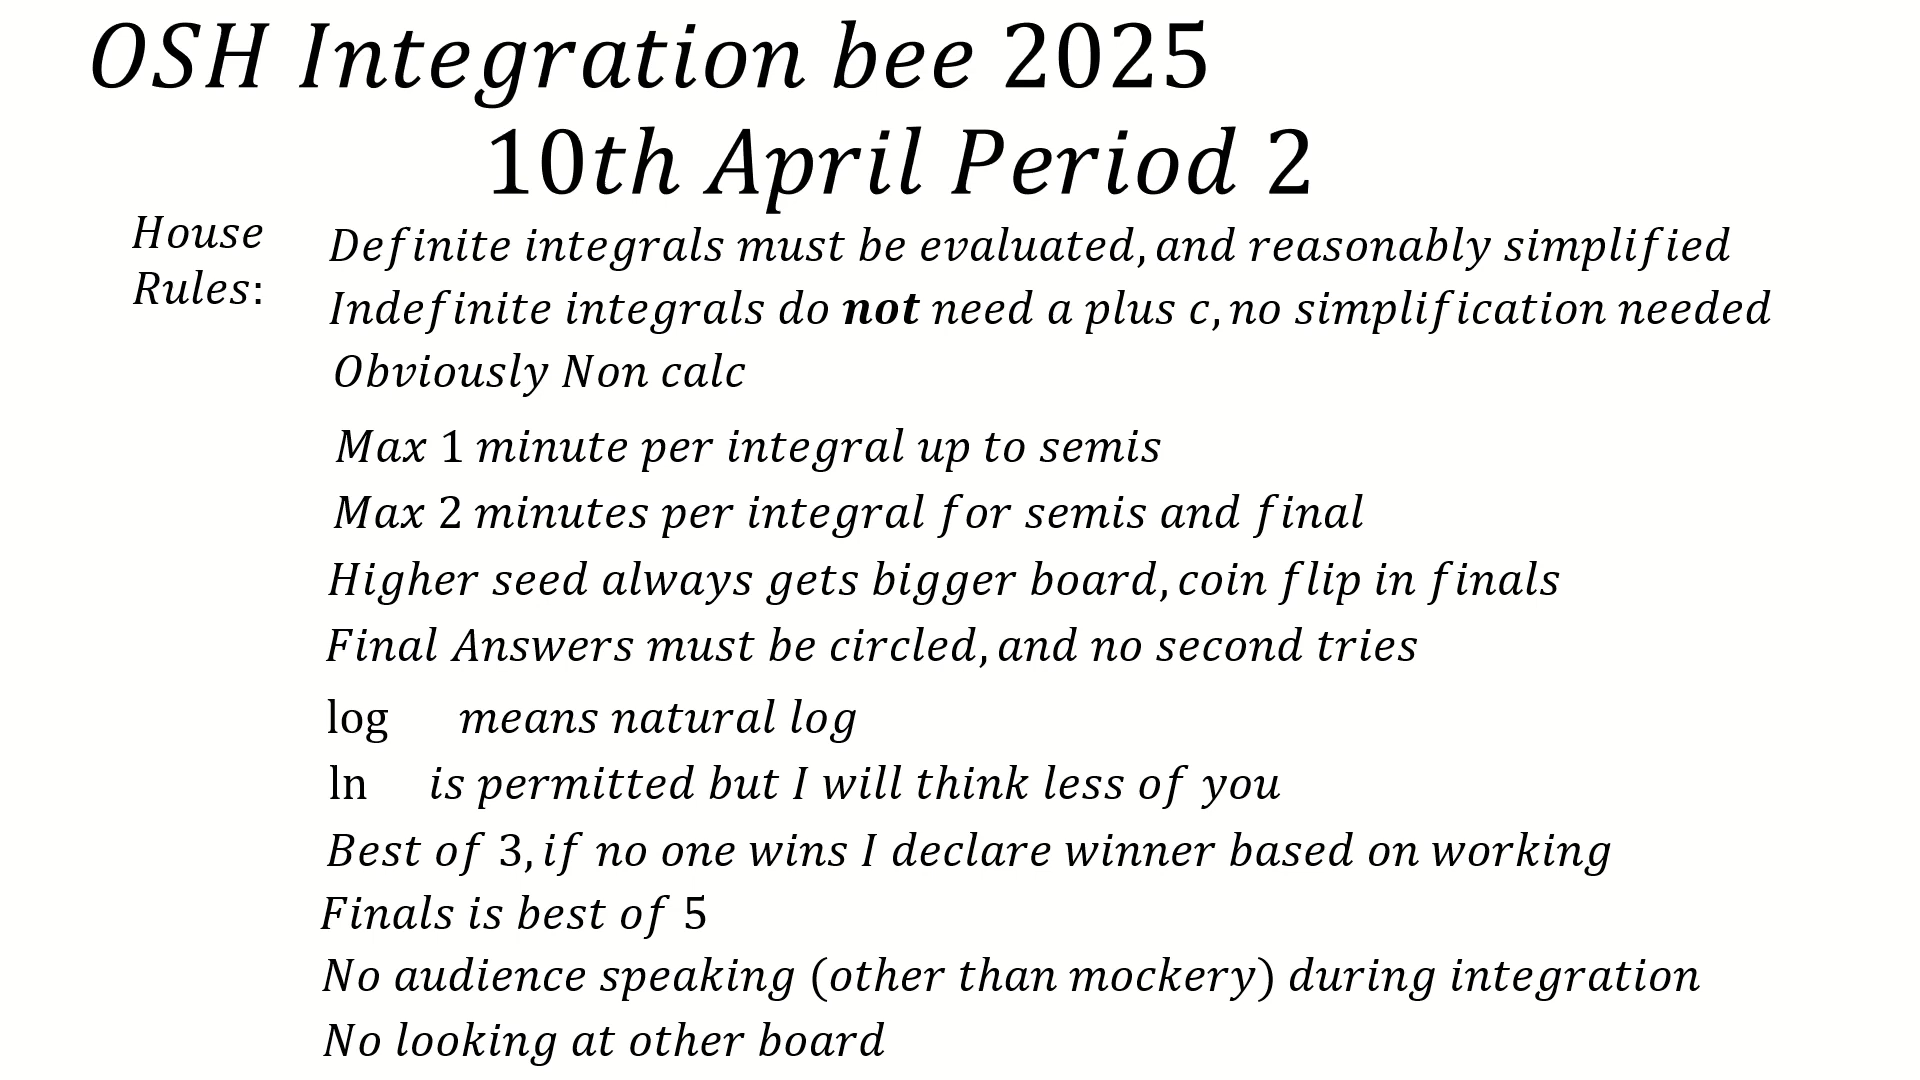 OSH Integration bee 2025
10th April Period 2
House
Rules:
Definite integrals must be evaluated, and reasonably simplified
Indefinite integrals do not need a plus c, no simplification needed
Obviously Non calc
Max 1 minute per integral up to semis
Max 2 minutes per integral for semis and final
Higher seed always gets bigger board, coin flip in finals
Final Answers must be circled, and no second tries
log means natural log
ln is permitted but I will think less of you
Best of 3, if no one wins I declare winner based on working
Finals is best of 5
No audience speaking (other than mockery) during integration
No looking at other board